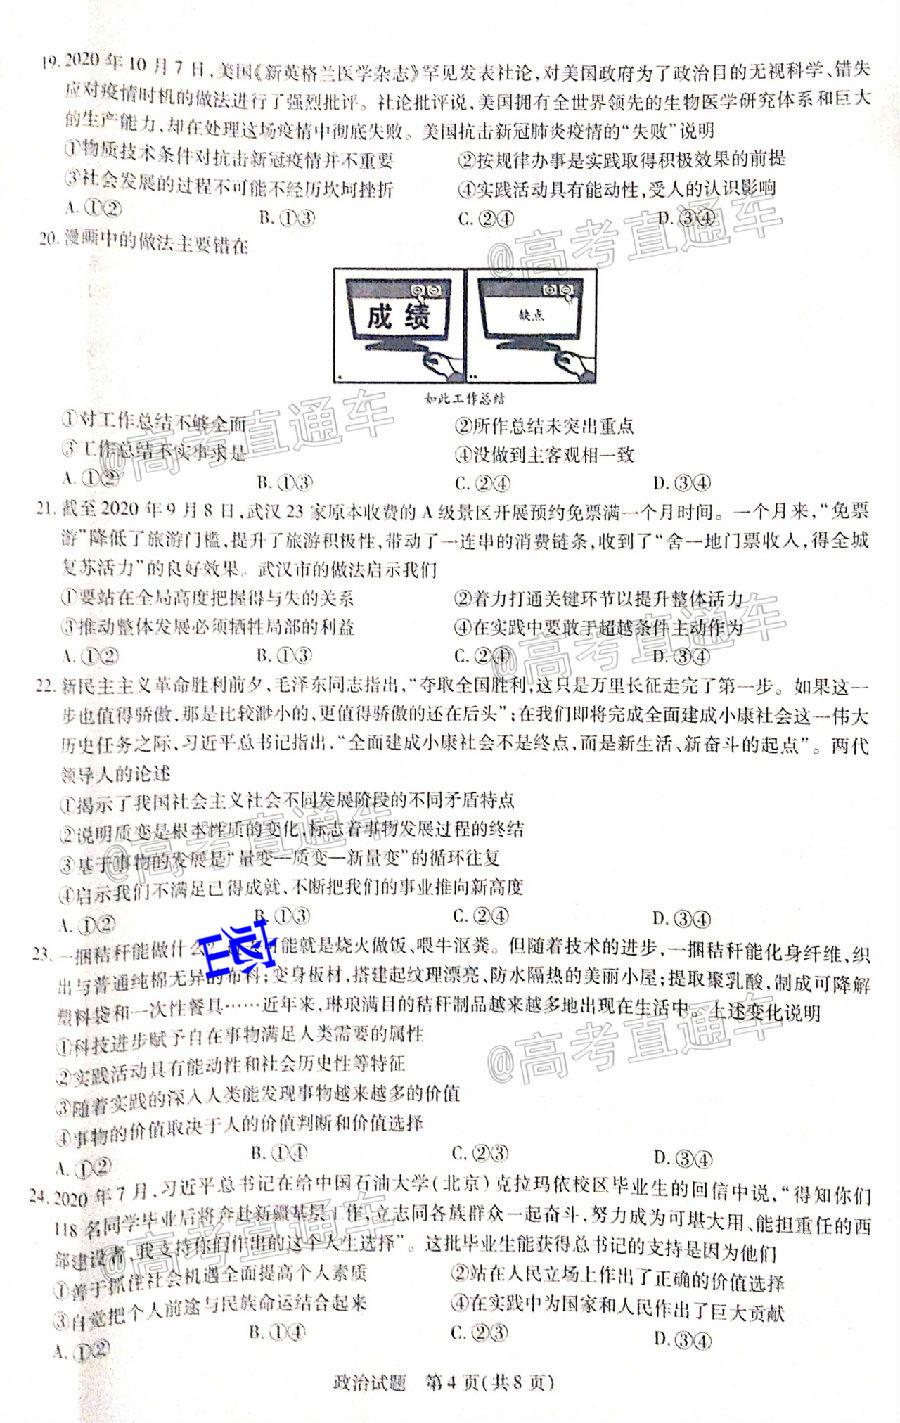 19. 2020年10月7日,美国《新英格兰医学杂志》罕见发表社论,对美国政府为了政治目的无视科学、错失
应对疫情时机的做法进行了强烈批评。社论批评说,美国拥有全世界领先的生物医学研究体系和巨大
的生产能力,却在处理这场疫情中彻底失败。美国抗击新冠肺炎疫情的“失败”说明
①物质技术条件对抗击新冠疫情并不重要 ②按规律办事是实践取得积极效果的前提
③社会发展的过程不可能不经历坎坷挫折 ④实践活动具有能动性,受人的认识影响
A.①② B.①③ C.②④ D.③④
20. 漫画中的做法主要错在
成绩 缺点
如此工作总结
①对工作总结不够全面 ②所作总结未突出重点
③工作总结不实事求是 ④没做到主客观相一致
A.①② B.①③ C.②④ D.③④
21. 截至2020年9月8日,武汉23家原本收费的A级景区开展预约免票满一个月时间。一个月来,“免票
游”降低了旅游门槛,提升了旅游积极性,带动了一连串的消费链条,收到了“舍一地门票收人,得全城
复苏活力”的良好效果。武汉市的做法启示我们
①要站在全局高度把握得与失的关系 ②着力打通关键环节以提升整体活力
③推动整体发展必须牺牲局部的利益 ④在实践中要敢于超越条件主动作为
A.①② B.①③ C.②④ D.③④
22. 新民主主义革命胜利前夕,毛泽东同志指出,“夺取全国胜利,这只是万里长征走完了第一步。如果这一
步也值得骄傲,那是比较渺小的,更值得骄傲的还在后头”;在我们即将完成全面建成小康社会这一伟大
历史任务之际,习近平总书记指出,“全面建成小康社会不是终点,而是新生活、新奋斗的起点”。两代
领导人的论述
①揭示了我国社会主义社会不同发展阶段的不同矛盾特点
②说明质变是根本性质的变化,标志着事物发展过程的终结
③基于事物的发展是“量变—质变—新量变”的循环往复
④启示我们不满足已得成就、不断把我们的事业推向新高度
A.①② B.①③ C.②④ D.③④
23. 一捆秸秆能做什么 可能就是烧火做饭、喂牛沤粪。但随着技术的进步,一捆秸秆能化身纤维,织
出与普通纯棉无异的布料;变身板材,搭建起纹理漂亮、防水隔热的美丽小屋;提取聚乳酸,制成可降解
塑料袋和一次性餐具……近年来,琳琅满目的秸秆制品越来越多地出现在生活中。上述变化说明
①科技进步赋予自在事物满足人类需要的属性
②实践活动具有能动性和社会历史性等特征
③随着实践的深入人类能发现事物越来越多的价值
④事物的价值取决于人的价值判断和价值选择
A.①② B.①④ C.②③ D.③④
24. 2020年7月,习近平总书记在给中国石油大学(北京)克拉玛依校区毕业生的回信中说,“得知你们
118名同学毕业后将奔赴新疆基层工作,立志同各族群众一起奋斗,努力成为可堪大用、能担重任的西
部建设者,我支持你们作出的这个人生选择”。这批毕业生能获得总书记的支持是因为他们
①善于抓住社会机遇全面提高个人素质 ②站在人民立场上作出了正确的价值选择
③自觉把个人前途与民族命运结合起来 ④在实践中为国家和人民作出了巨大贡献
A.①② B.①④ C.②③ D.③④
政治试题 第4页(共8页)
@高考直通车
@高考直通车
@高考直通车
@高考直通车
@高考直通车
@高考直通车